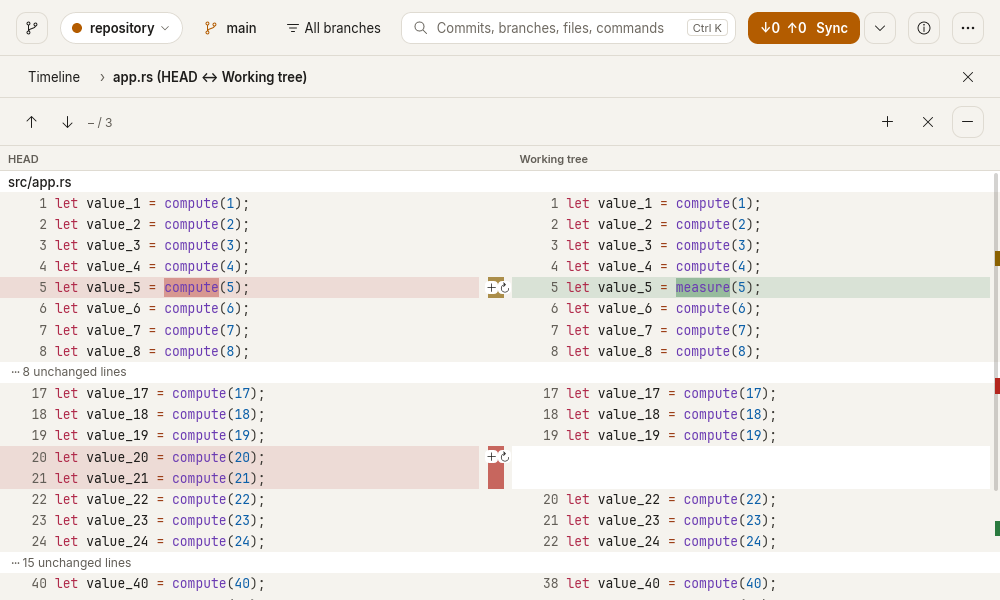 repository main All branches Commits, branches, files, commands Ctrl K ↓0 ↑0 Sync
Timeline › app.rs (HEAD ↔ Working tree)
– / 3
HEAD Working tree
src/app.rs
1 let value_1 = compute(1); 1 let value_1 = compute(1);
2 let value_2 = compute(2); 2 let value_2 = compute(2);
3 let value_3 = compute(3); 3 let value_3 = compute(3);
4 let value_4 = compute(4); 4 let value_4 = compute(4);
5 let value_5 = compute(5); 5 let value_5 = measure(5);
6 let value_6 = compute(6); 6 let value_6 = compute(6);
7 let value_7 = compute(7); 7 let value_7 = compute(7);
8 let value_8 = compute(8); 8 let value_8 = compute(8);
··· 8 unchanged lines
17 let value_17 = compute(17); 17 let value_17 = compute(17);
18 let value_18 = compute(18); 18 let value_18 = compute(18);
19 let value_19 = compute(19); 19 let value_19 = compute(19);
20 let value_20 = compute(20);
21 let value_21 = compute(21);
22 let value_22 = compute(22); 20 let value_22 = compute(22);
23 let value_23 = compute(23); 21 let value_23 = compute(23);
24 let value_24 = compute(24); 22 let value_24 = compute(24);
··· 15 unchanged lines
40 let value_40 = compute(40); 38 let value_40 = compute(40);